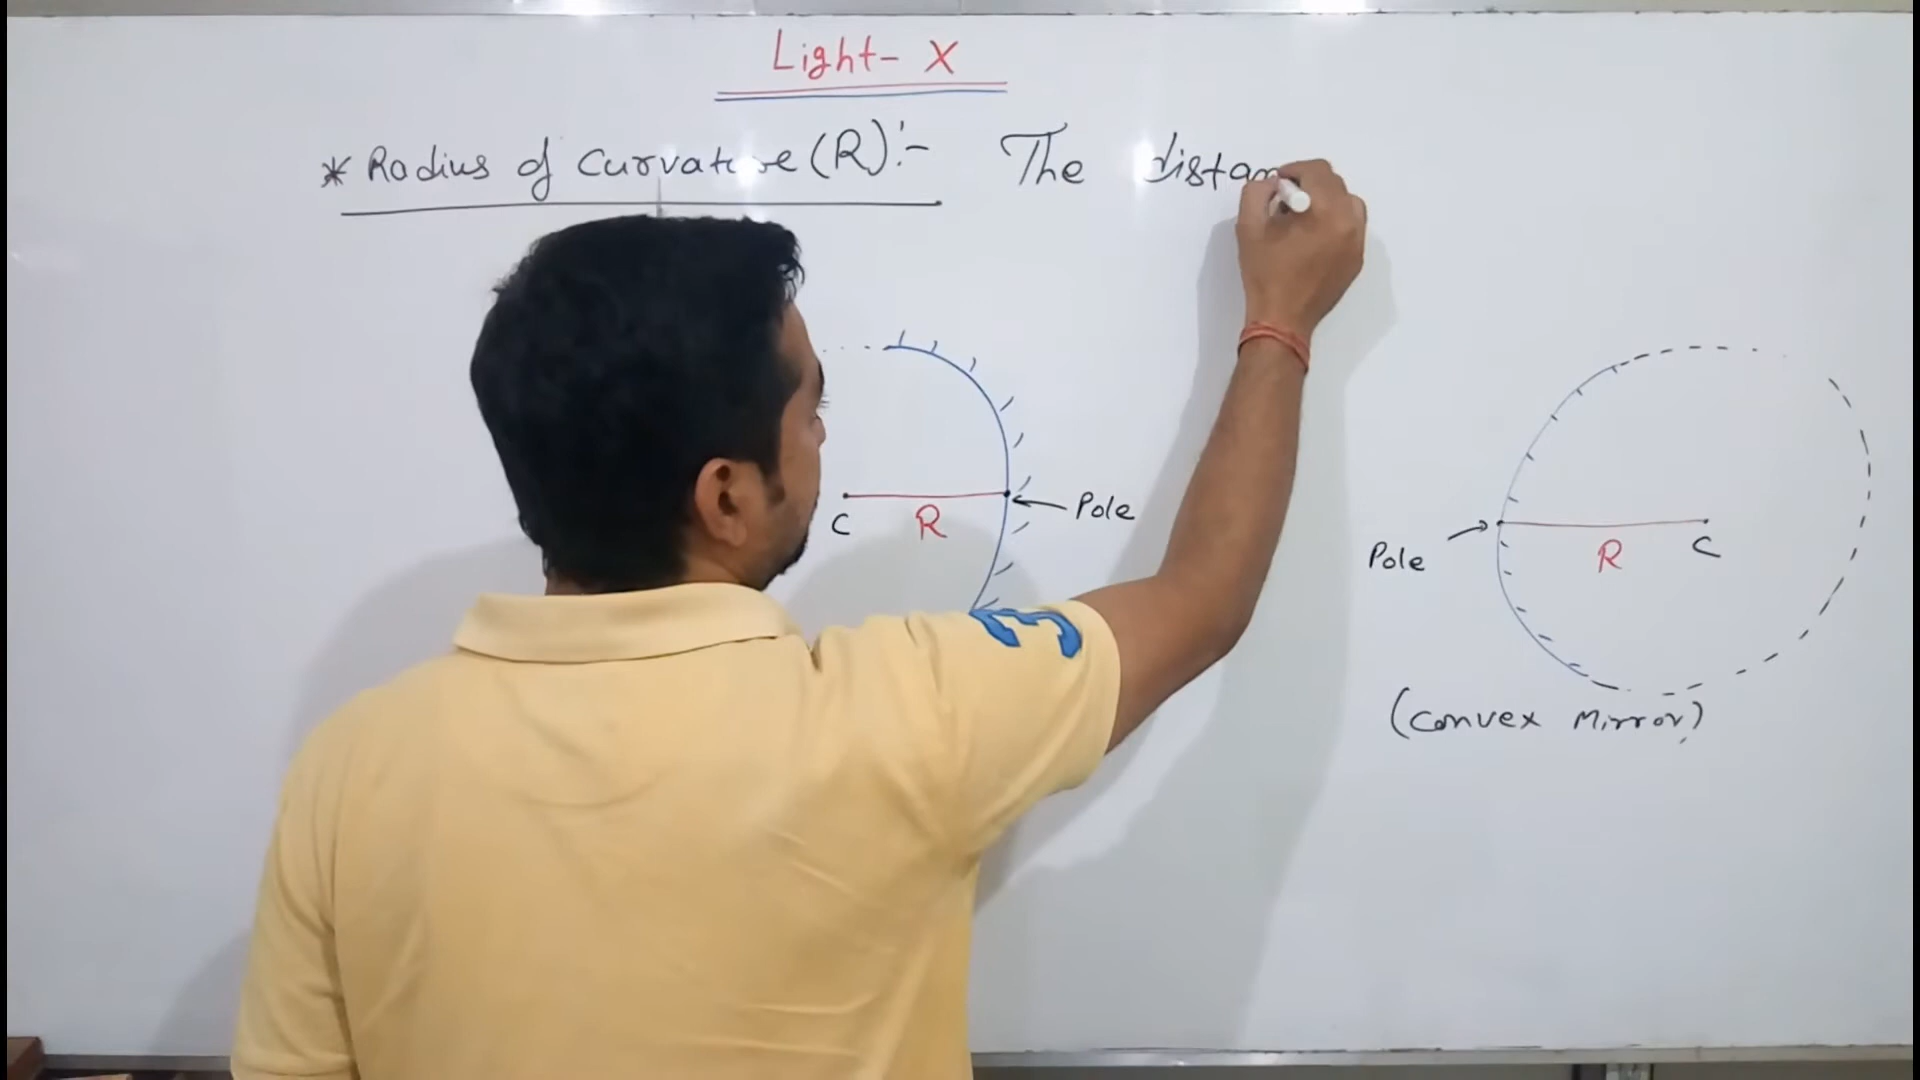 Light - X
* Radius of Curvature (R):- The distan
C
R
Pole
Pole
R
C
(Convex Mirror)